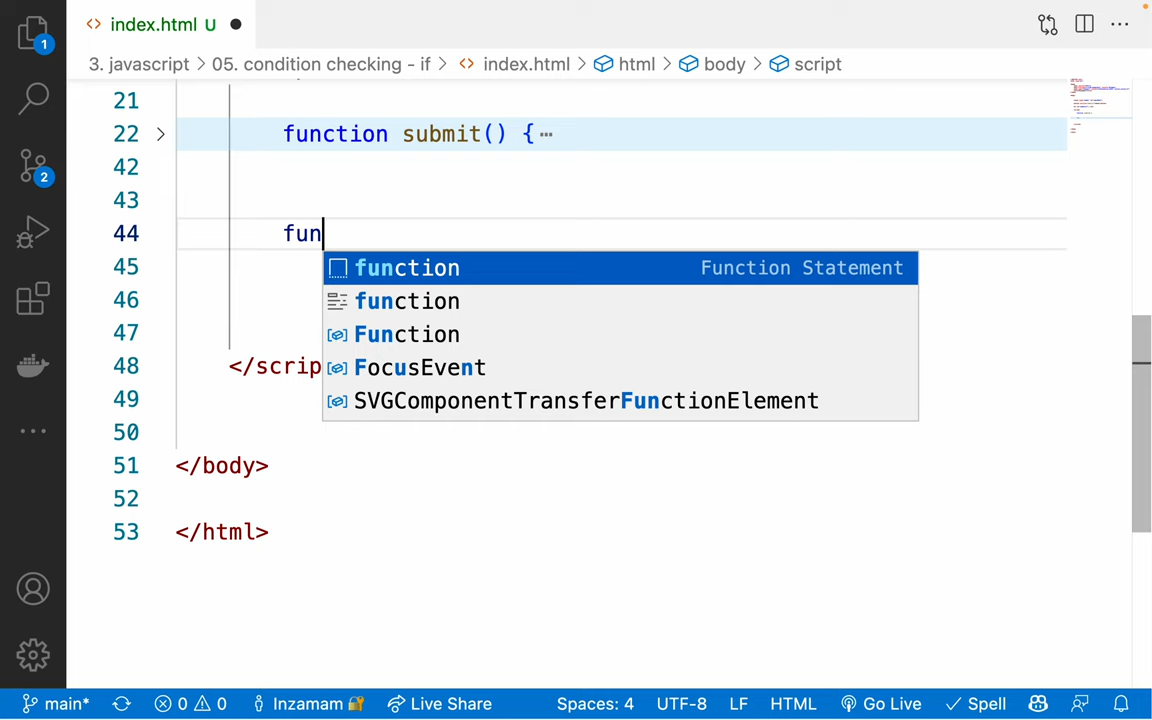 index.html U
1
3. javascript > 05. condition checking - if > index.html > html > body > script
21
22 function submit() {⋯
42
43
44 fun
function Function Statement
45
function
46
Function
47
FocusEvent
48 </scrip
SVGComponentTransferFunctionElement
49
50
51 </body>
52
53 </html>
2
main* 0 0 Inzamam Live Share Spaces: 4 UTF-8 LF HTML Go Live Spell